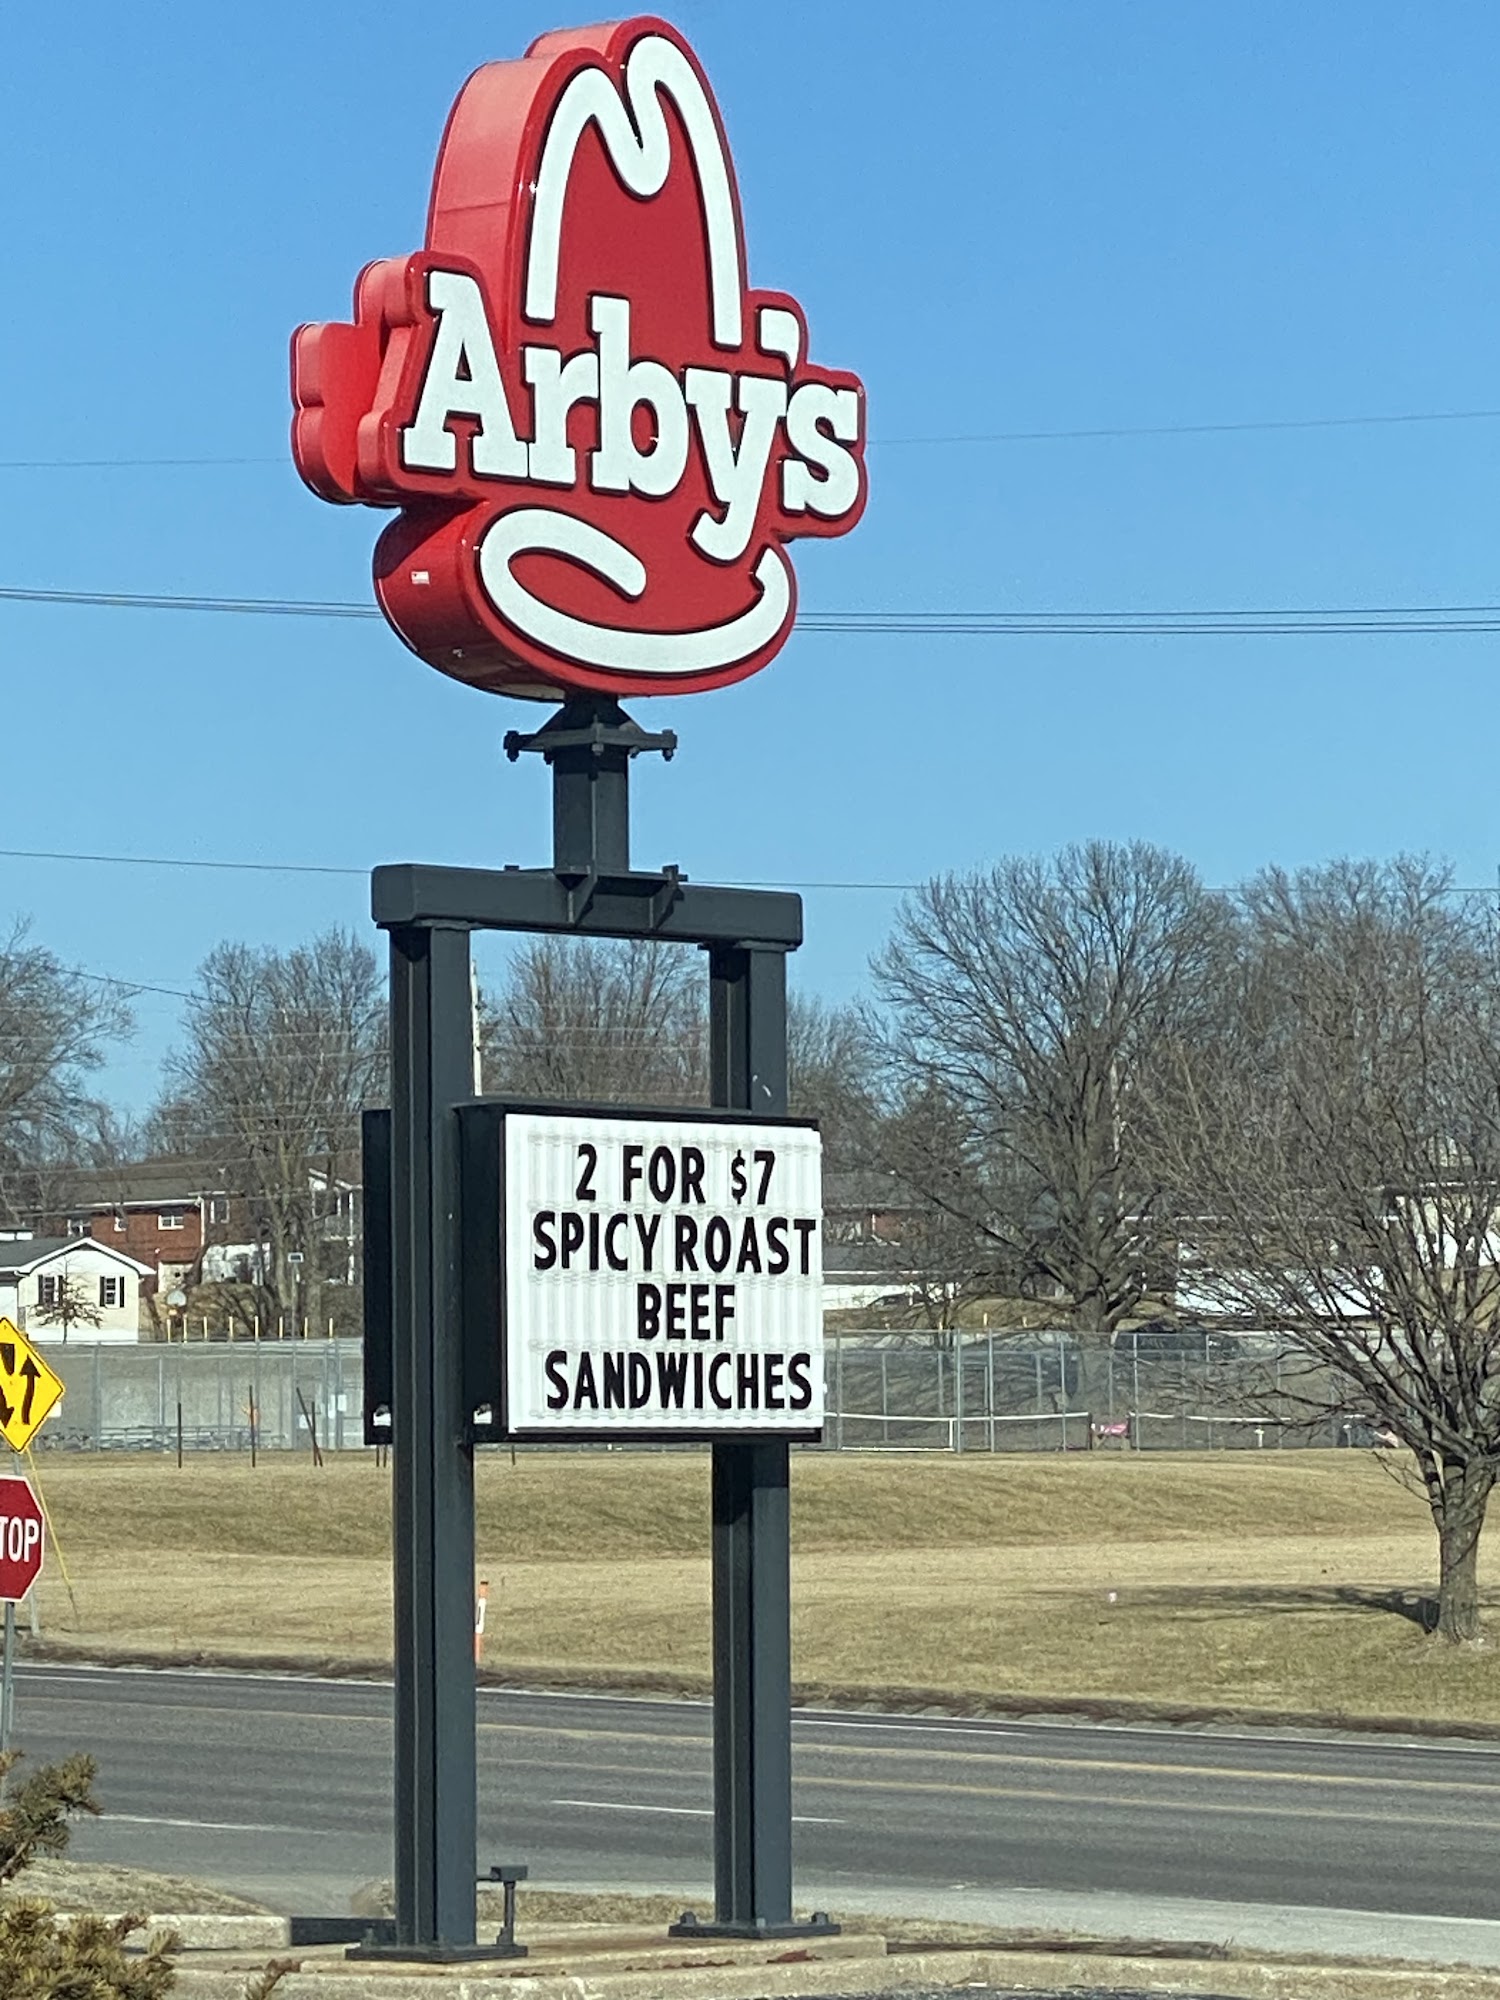 Arby's
2 FOR $7
SPICY ROAST
BEEF
SANDWICHES
TOP